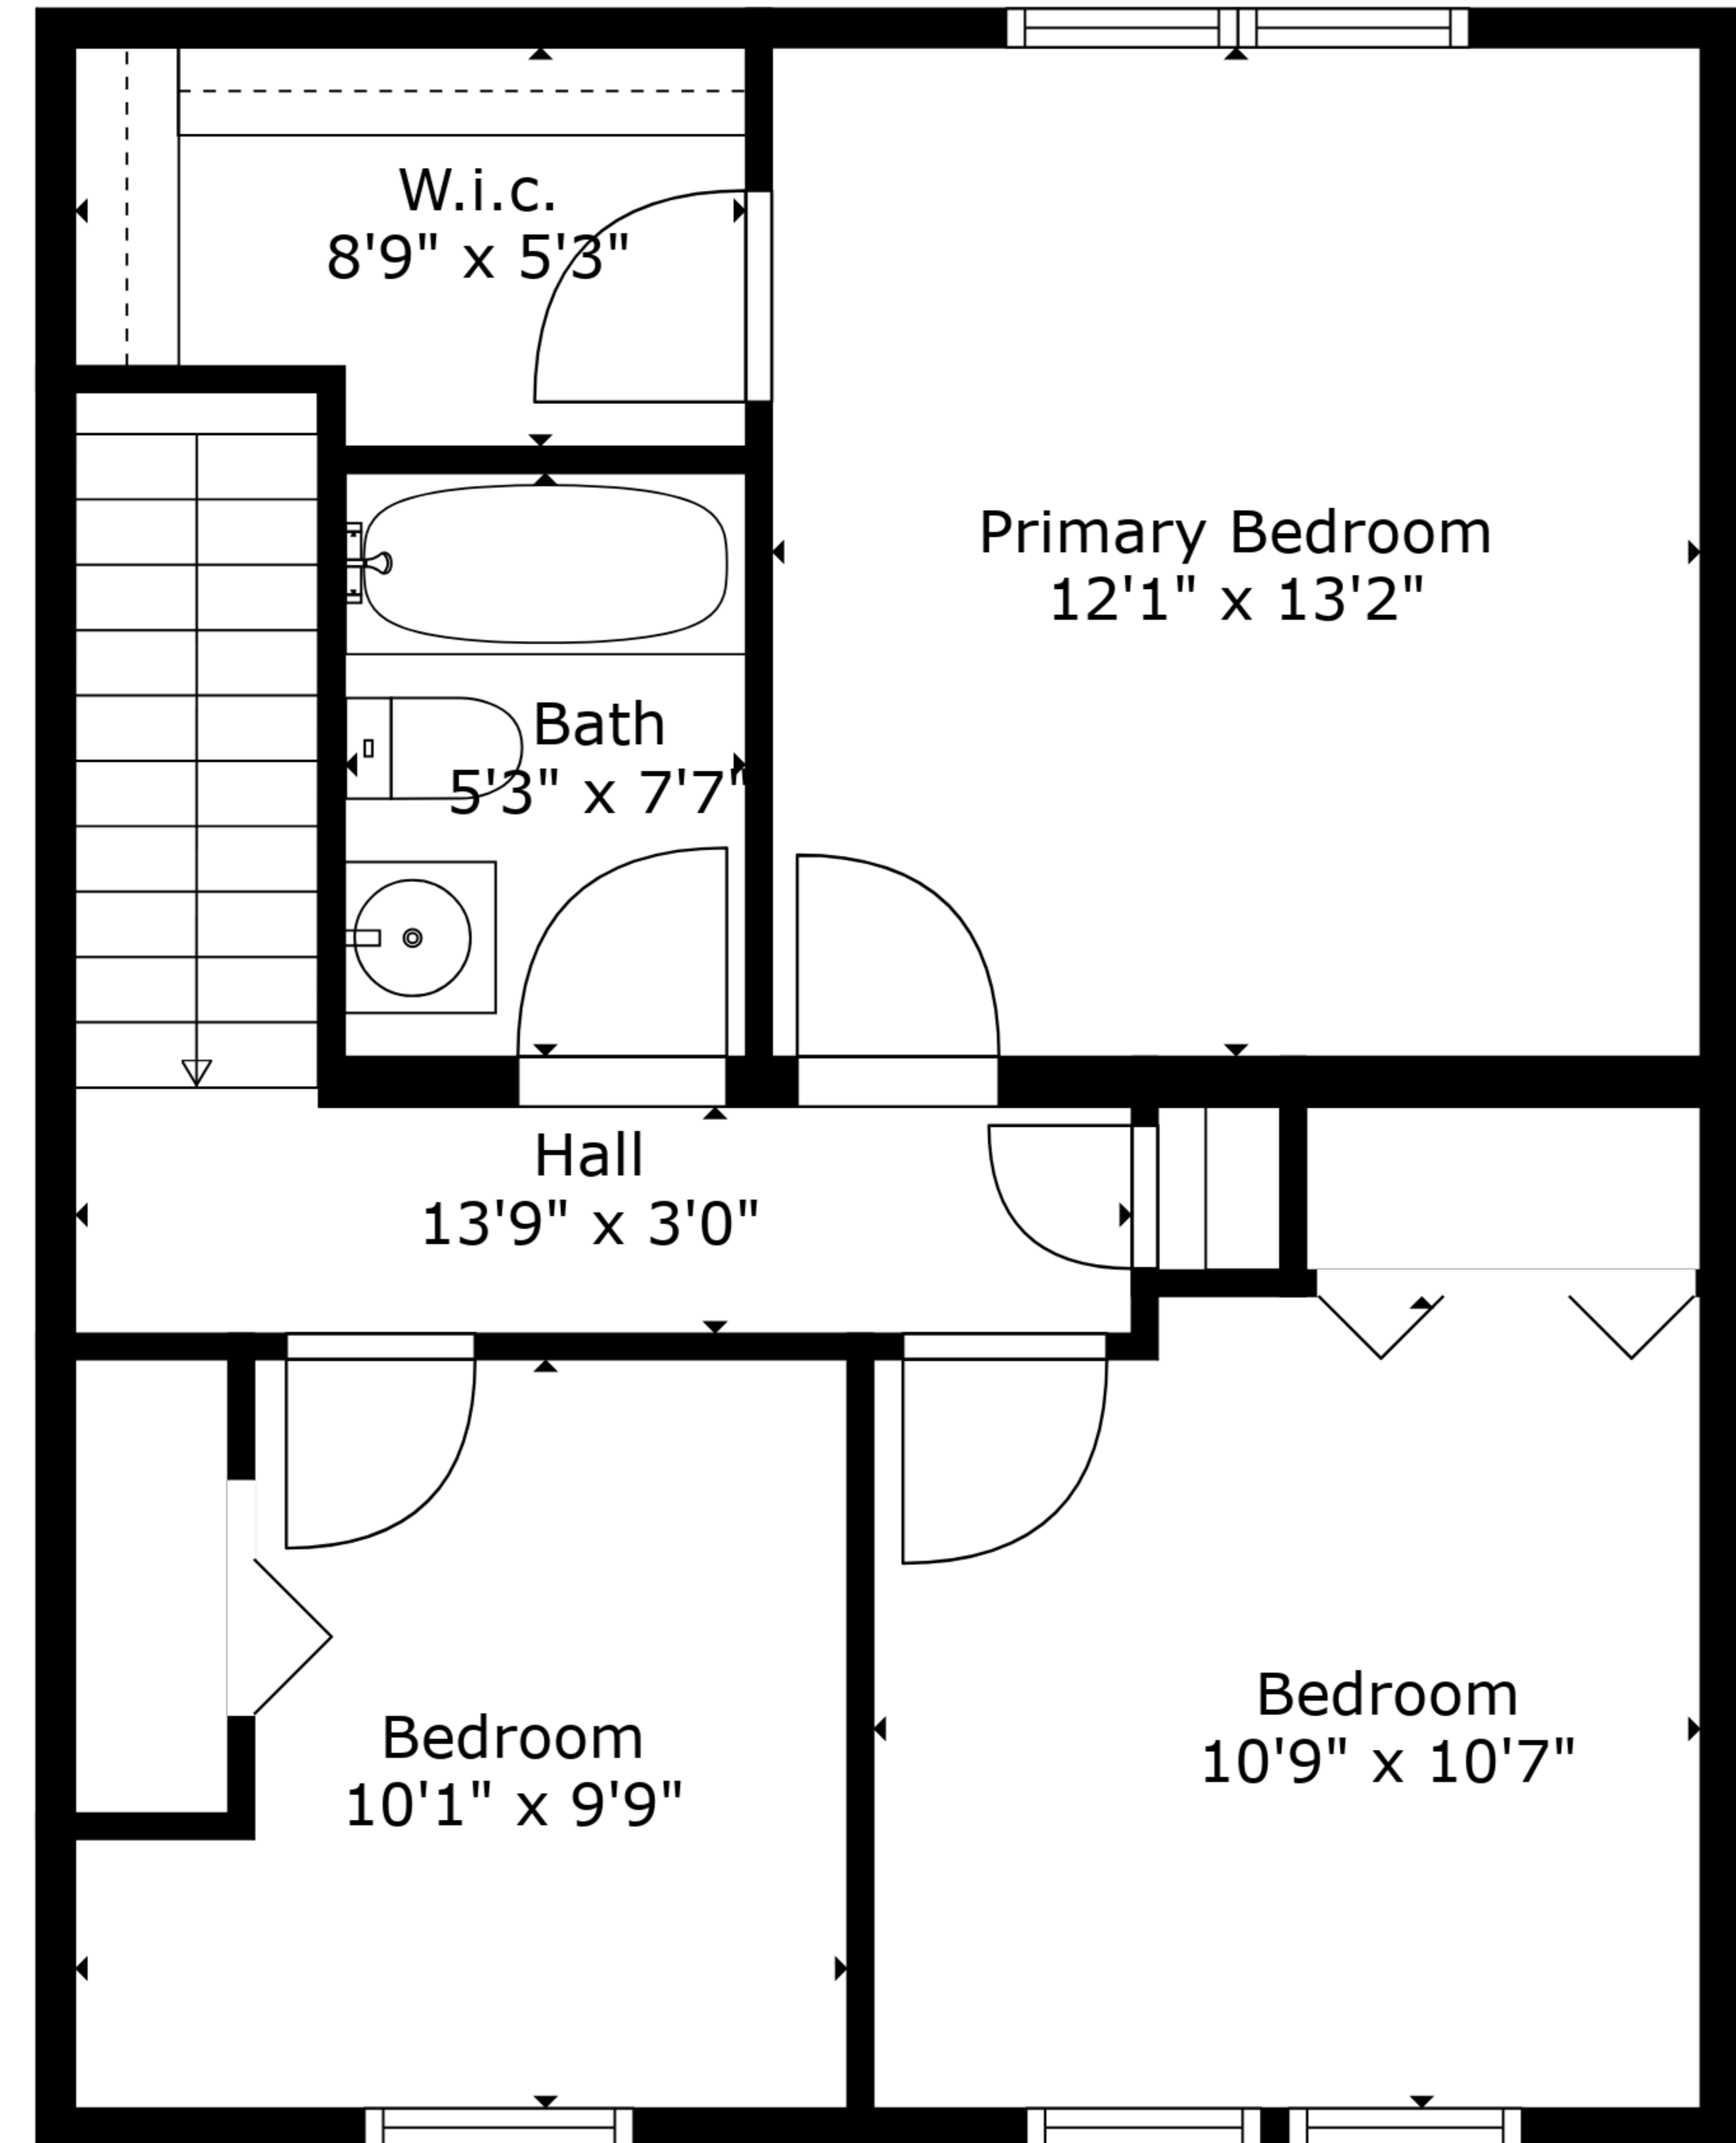 W.i.c.
8'9" x 5'3"
Primary Bedroom
12'1" x 13'2"
Bath
5'3" x 7'7"
Hall
13'9" x 3'0"
Bedroom
10'1" x 9'9"
Bedroom
10'9" x 10'7"